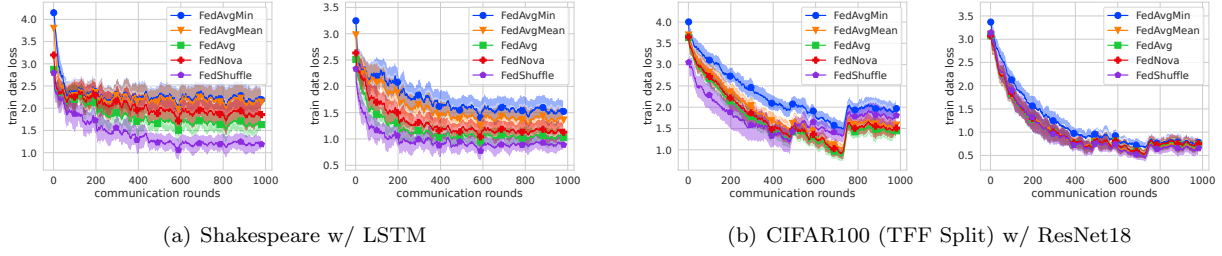 train data loss
4.0
3.5
3.0
2.5
2.0
1.5
1.0
0 200 400 600 800 1000
communication rounds
FedAvgMin
FedAvgMean
FedAvg
FedNova
FedShuffle
train data loss
3.5
3.0
2.5
2.0
1.5
1.0
0.5
0 200 400 600 800 1000
communication rounds
FedAvgMin
FedAvgMean
FedAvg
FedNova
FedShuffle
(a) Shakespeare w/ LSTM
train data loss
4.0
3.5
3.0
2.5
2.0
1.5
1.0
0 200 400 600 800 1000
communication rounds
FedAvgMin
FedAvgMean
FedAvg
FedNova
FedShuffle
train data loss
3.5
3.0
2.5
2.0
1.5
1.0
0.5
0 200 400 600 800 1000
communication rounds
FedAvgMin
FedAvgMean
FedAvg
FedNova
FedShuffle
(b) CIFAR100 (TFF Split) w/ ResNet18